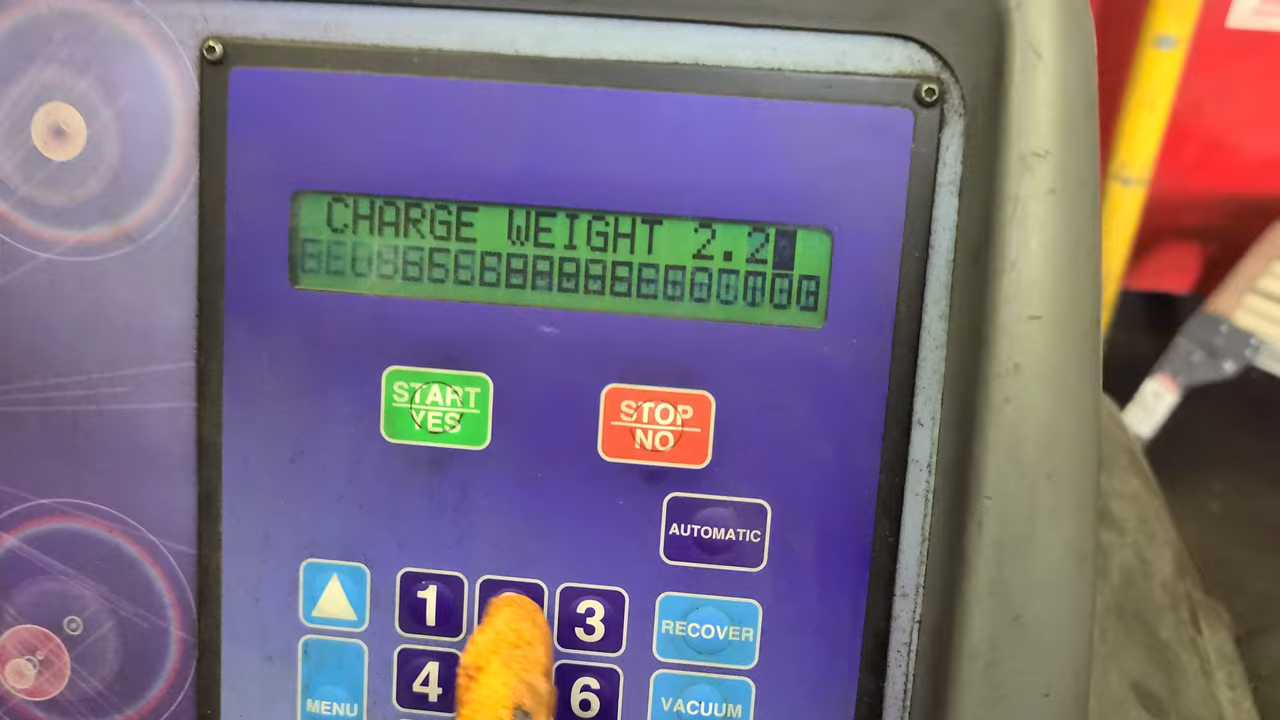 CHARGE WEIGHT 2.2
START
YES
STOP
NO
AUTOMATIC
1
3
RECOVER
4
6
MENU
VACUUM